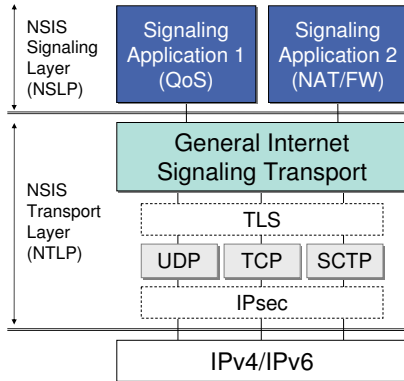 NSIS
Signaling
Layer
(NSLP)
Signaling
Application 1
(QoS)
Signaling
Application 2
(NAT/FW)
NSIS
Transport
Layer
(NTLP)
General Internet
Signaling Transport
TLS
UDP
TCP
SCTP
IPsec
IPv4/IPv6